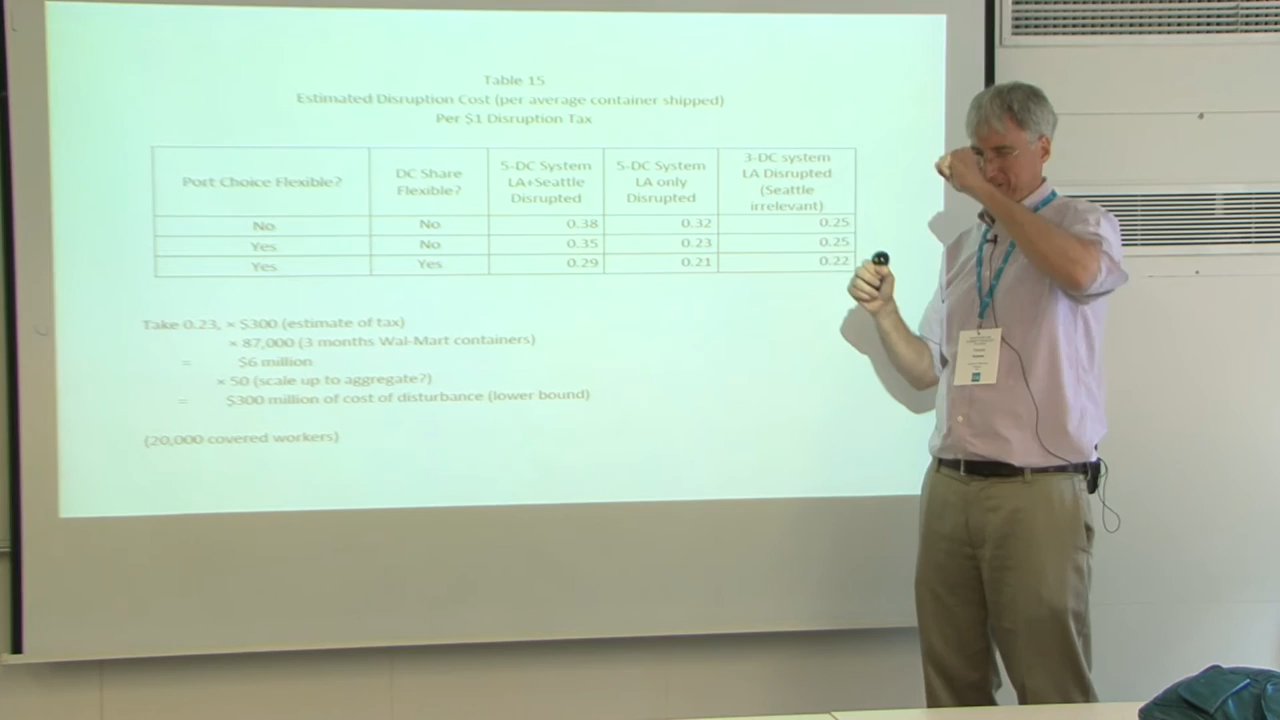 Table 15
Estimated Disruption Cost (per average container shipped)
Per $1 Disruption Tax
Port Choice Flexible? DC Share Flexible? 5-DC System LA+Seattle Disrupted 5-DC System LA only Disrupted 3-DC system LA Disrupted (Seattle irrelevant)
No No 0.38 0.32 0.25
Yes No 0.35 0.23 0.25
Yes Yes 0.29 0.21 0.22
Take 0.23, × $300 (estimate of tax)
× 87,000 (3 months Wal-Mart containers)
= $6 million
× 50 (scale up to aggregate?)
= $300 million of cost of disturbance (lower bound)
(20,000 covered workers)